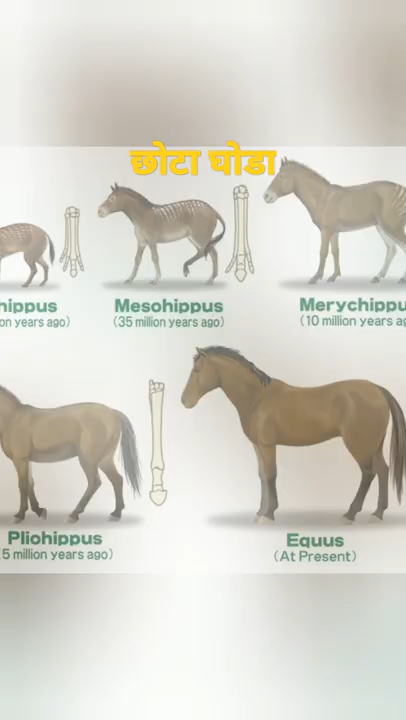 छोटा घोडा
hippus
Mesohippus
Merychippu
on years ago)
(35 million years ago)
(10 million years ag
Pliohippus
Equus
5 million years ago)
(At Present)